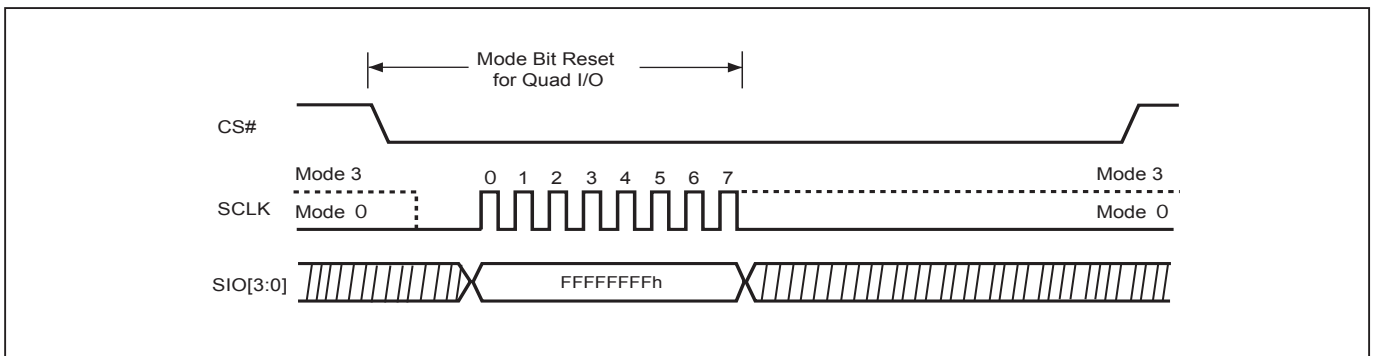 Mode Bit Reset
for Quad I/O
CS#
Mode 3
Mode 3
0 1 2 3 4 5 6 7
SCLK
Mode 0
Mode 0
SIO[3:0]
FFFFFFFFh